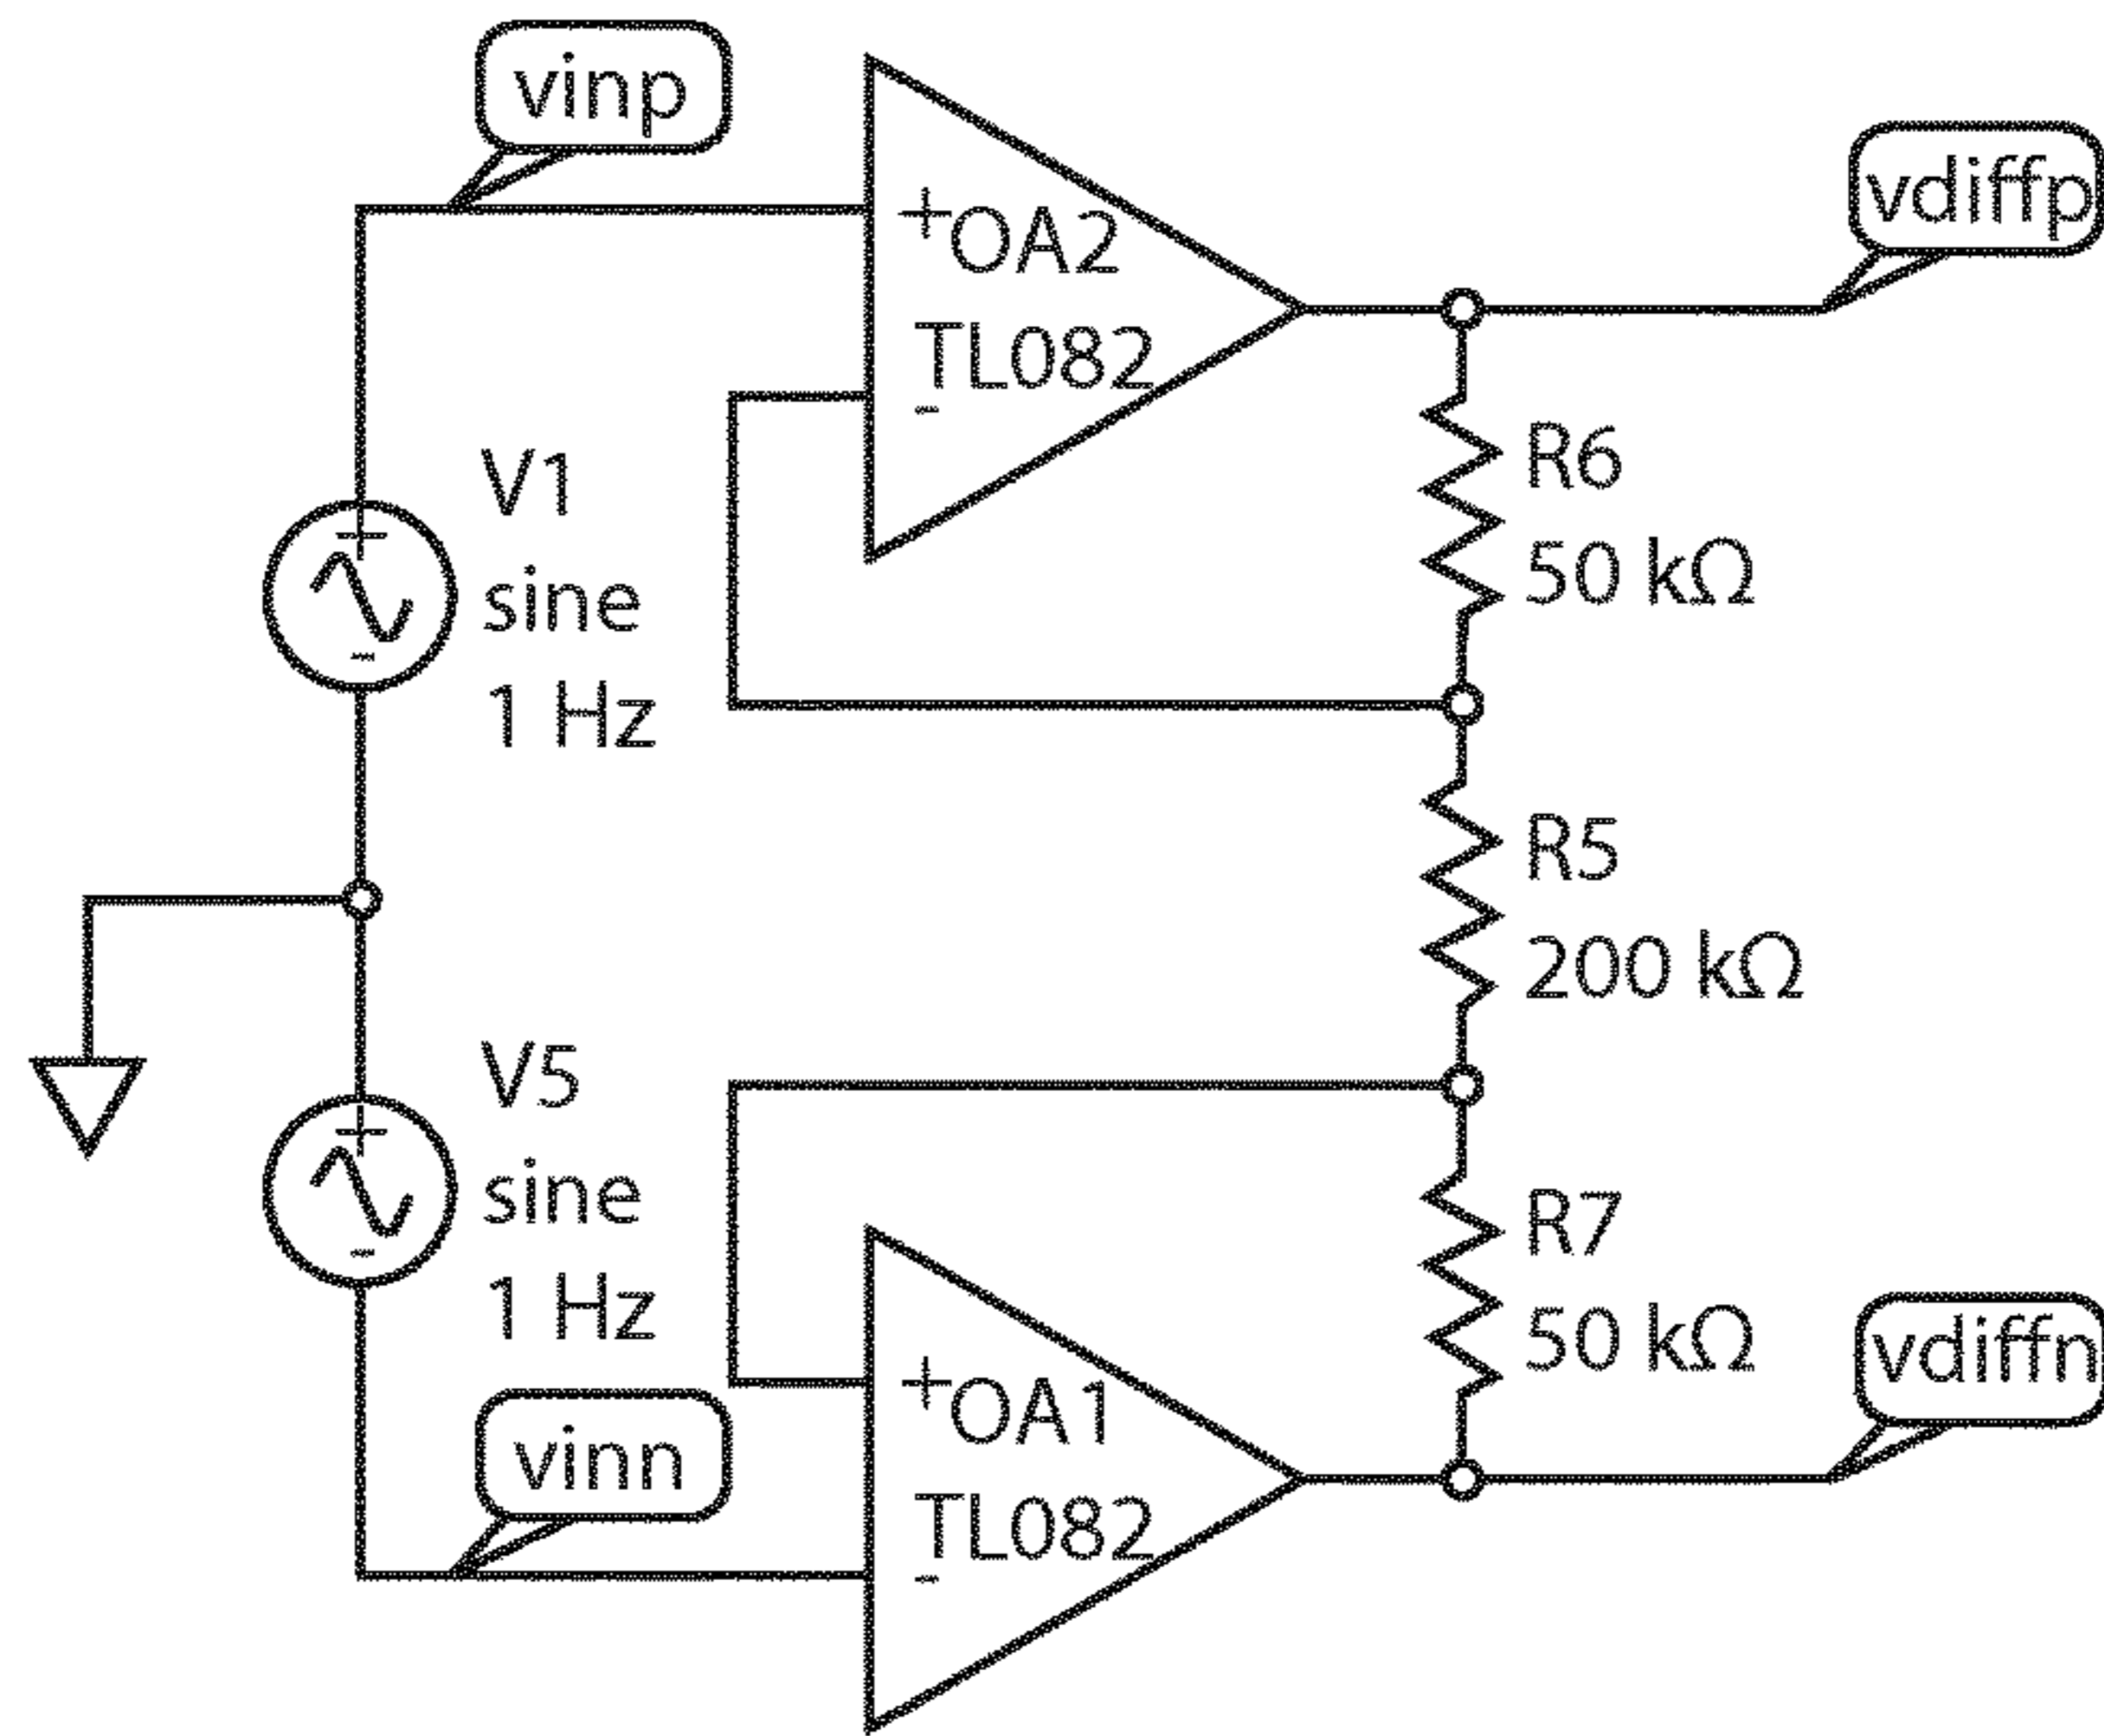 vinp
vdiffp
+
OA2
TL082
-
V1
sine
1 Hz
+
-
R6
50 kΩ
R5
200 kΩ
V5
sine
1 Hz
+
-
R7
50 kΩ
vinn
+
OA1
TL082
-
vdiffn